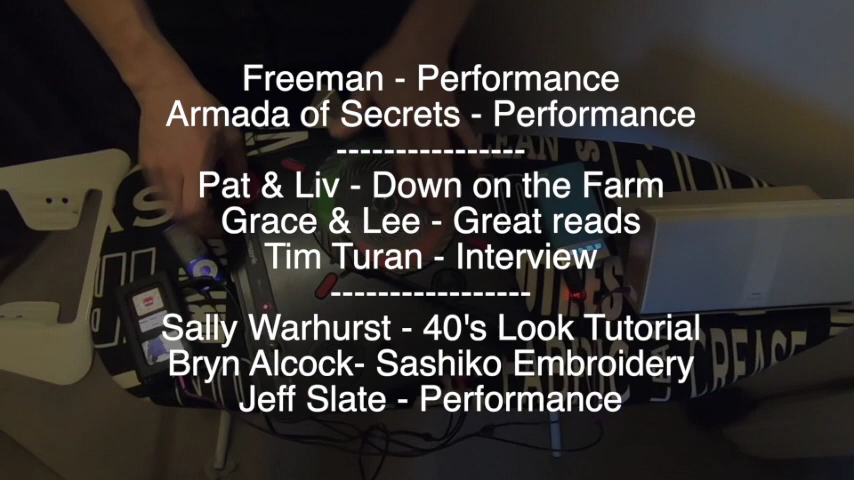 Freeman - Performance
Armada of Secrets - Performance
----------------
Pat & Liv - Down on the Farm
Grace & Lee - Great reads
Tim Turan - Interview
-----------------
Sally Warhurst - 40's Look Tutorial
Bryn Alcock- Sashiko Embroidery
Jeff Slate - Performance
CREASE